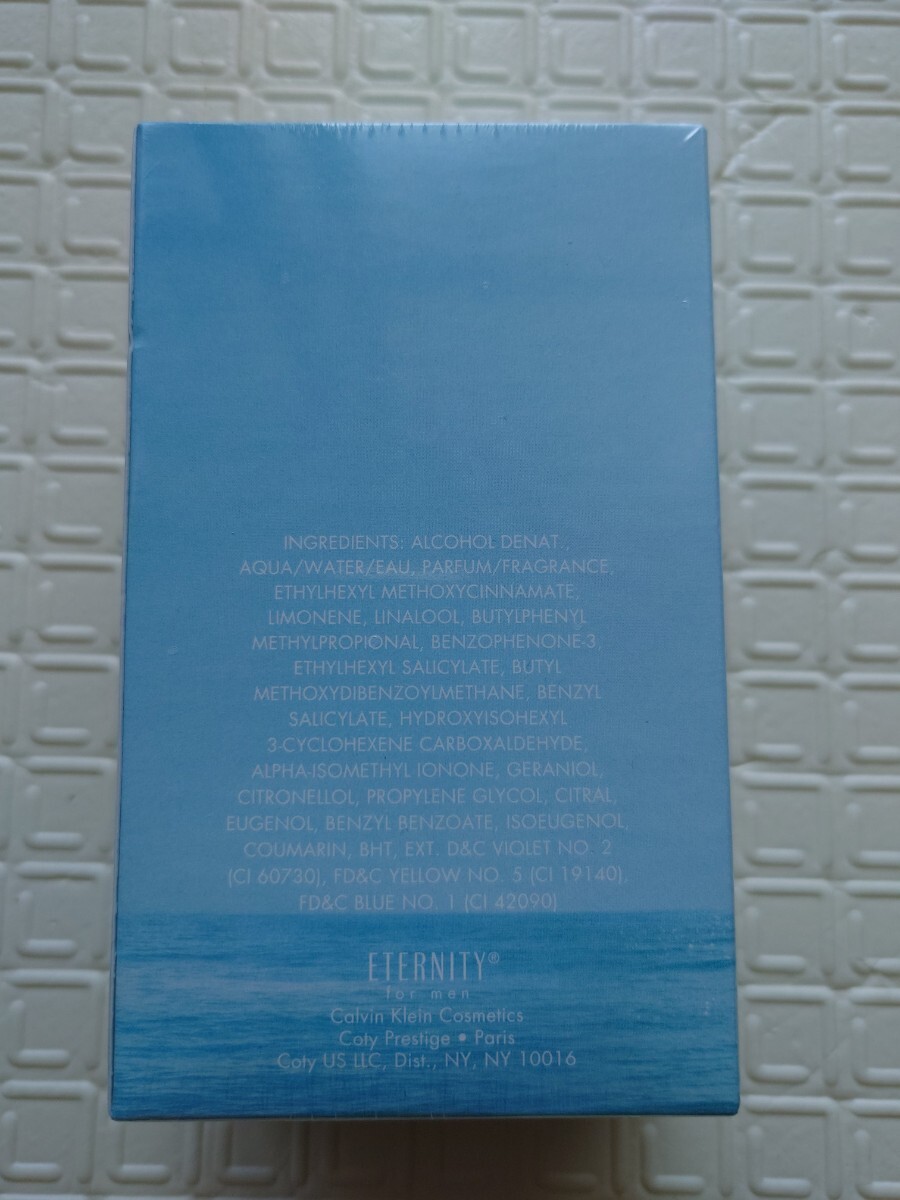 INGREDIENTS: ALCOHOL DENAT.,
AQUA/WATER/EAU, PARFUM/FRAGRANCE,
ETHYLHEXYL METHOXYCINNAMATE,
LIMONENE, LINALOOL, BUTYLPHENYL
METHYLPROPIONAL, BENZOPHENONE-3,
ETHYLHEXYL SALICYLATE, BUTYL
METHOXYDIBENZOYLMETHANE, BENZYL
SALICYLATE, HYDROXYISOHEXYL
3-CYCLOHEXENE CARBOXALDEHYDE,
ALPHA-ISOMETHYL IONONE, GERANIOL,
CITRONELLOL, PROPYLENE GLYCOL, CITRAL,
EUGENOL, BENZYL BENZOATE, ISOEUGENOL,
COUMARIN, BHT, EXT. D&C VIOLET NO. 2
(CI 60730), FD&C YELLOW NO. 5 (CI 19140),
FD&C BLUE NO. 1 (CI 42090)
ETERNITY®
for men
Calvin Klein Cosmetics
Coty Prestige • Paris
Coty US LLC, Dist., NY, NY 10016